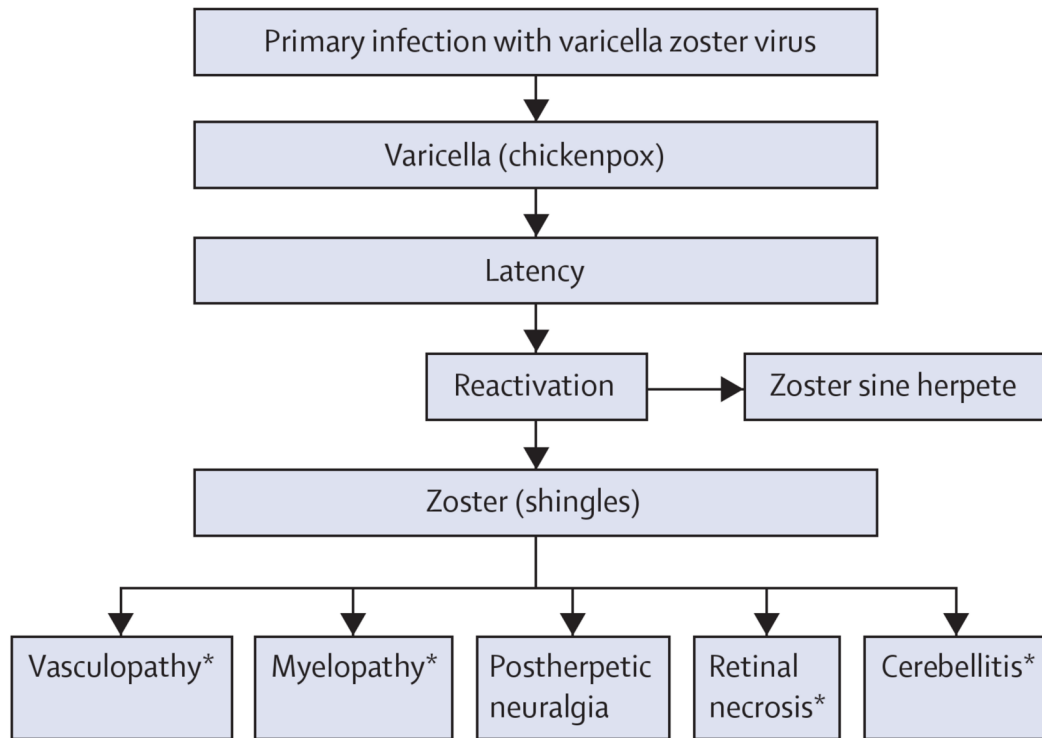 Primary infection with varicella zoster virus
Varicella (chickenpox)
Latency
Reactivation
Zoster sine herpete
Zoster (shingles)
Vasculopathy*
Myelopathy*
Postherpetic
neuralgia
Retinal
necrosis*
Cerebellitis*